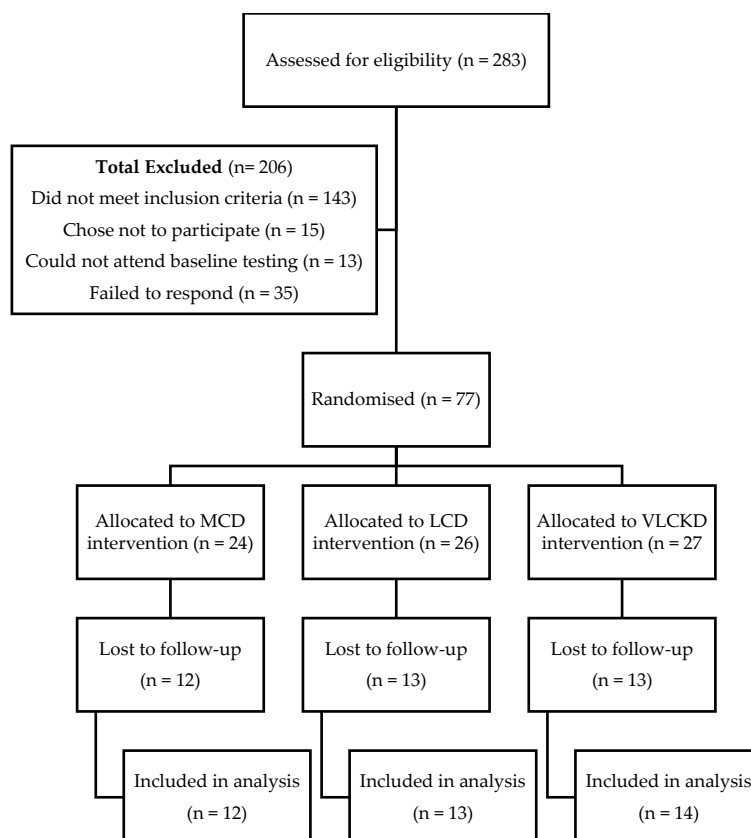 Assessed for eligibility (n = 283)
Total Excluded (n= 206)
Did not meet inclusion criteria (n = 143)
Chose not to participate (n = 15)
Could not attend baseline testing (n = 13)
Failed to respond (n = 35)
Randomised (n = 77)
Allocated to MCD
intervention (n = 24)
Allocated to LCD
intervention (n = 26)
Allocated to VLCKD
intervention (n = 27
Lost to follow-up
(n = 12)
Lost to follow-up
(n = 13)
Lost to follow-up
(n = 13)
Included in analysis
(n = 12)
Included in analysis
(n = 13)
Included in analysis
(n = 14)